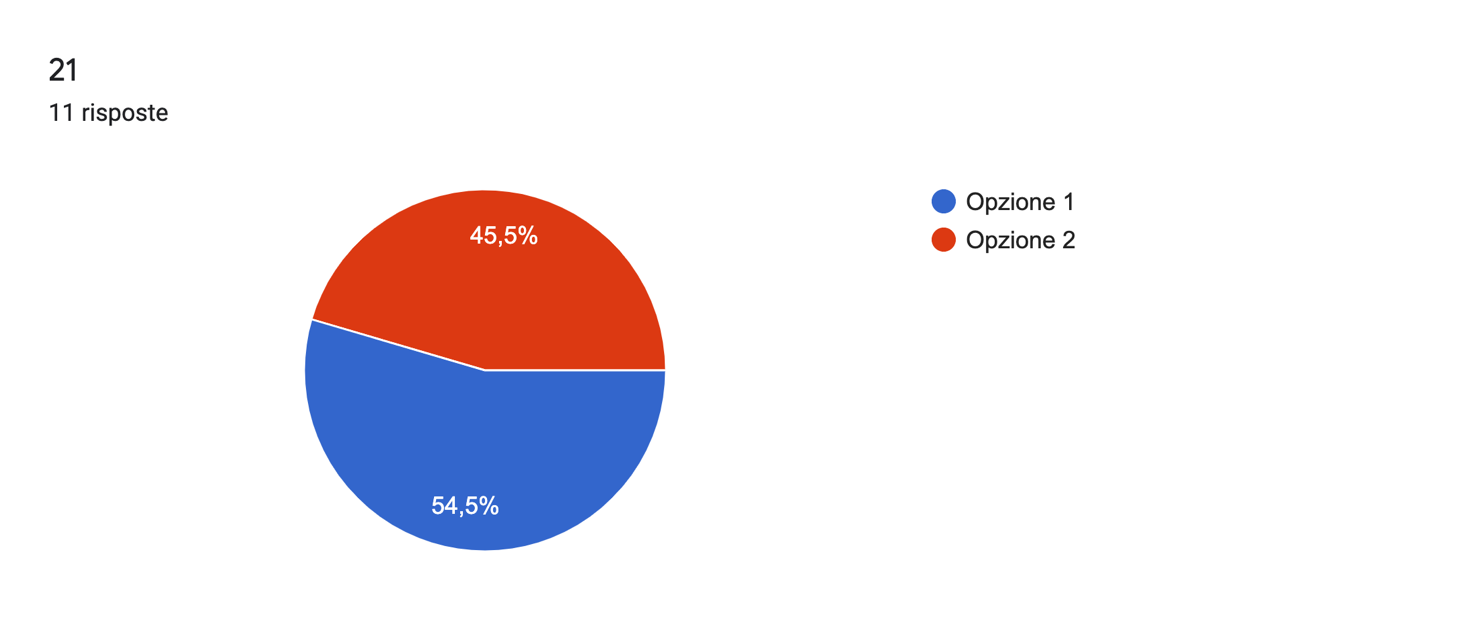 21
11 risposte
45,5%
54,5%
Opzione 1
Opzione 2